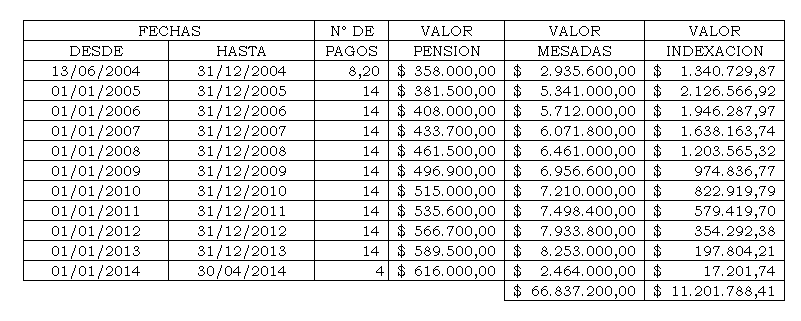 FECHAS N° DE VALOR VALOR VALOR
DESDE HASTA PAGOS PENSION MESADAS INDEXACION
13/06/2004 31/12/2004 8,20 $ 358.000,00 $ 2.935.600,00 $ 1.340.729,87
01/01/2005 31/12/2005 14 $ 381.500,00 $ 5.341.000,00 $ 2.126.566,92
01/01/2006 31/12/2006 14 $ 408.000,00 $ 5.712.000,00 $ 1.946.287,97
01/01/2007 31/12/2007 14 $ 433.700,00 $ 6.071.800,00 $ 1.638.163,74
01/01/2008 31/12/2008 14 $ 461.500,00 $ 6.461.000,00 $ 1.203.565,32
01/01/2009 31/12/2009 14 $ 496.900,00 $ 6.956.600,00 $ 974.836,77
01/01/2010 31/12/2010 14 $ 515.000,00 $ 7.210.000,00 $ 822.919,79
01/01/2011 31/12/2011 14 $ 535.600,00 $ 7.498.400,00 $ 579.419,70
01/01/2012 31/12/2012 14 $ 566.700,00 $ 7.933.800,00 $ 354.292,38
01/01/2013 31/12/2013 14 $ 589.500,00 $ 8.253.000,00 $ 197.804,21
01/01/2014 30/04/2014 4 $ 616.000,00 $ 2.464.000,00 $ 17.201,74
$ 66.837.200,00 $ 11.201.788,41